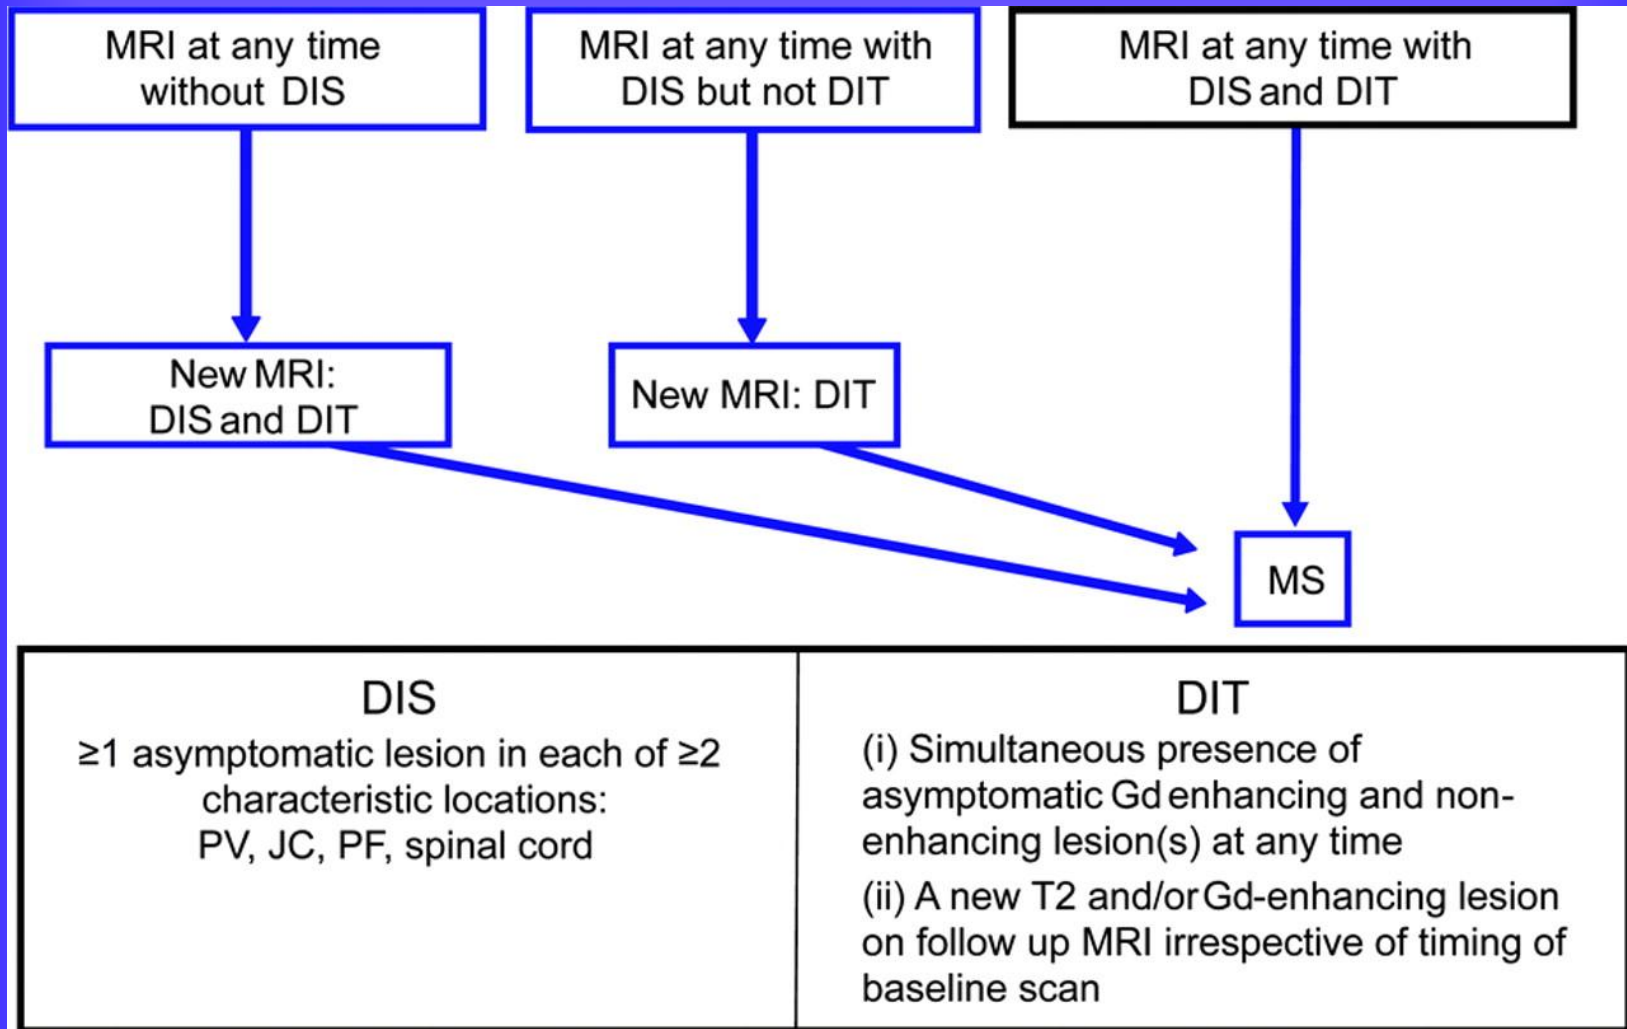 MRI at any time
without DIS
MRI at any time with
DIS but not DIT
MRI at any time with
DIS and DIT
New MRI:
DIS and DIT
New MRI: DIT
MS
DIS
≥1 asymptomatic lesion in each of ≥2
characteristic locations:
PV, JC, PF, spinal cord
DIT
(i) Simultaneous presence of
asymptomatic Gd enhancing and non-
enhancing lesion(s) at any time
(ii) A new T2 and/or Gd-enhancing lesion
on follow up MRI irrespective of timing of
baseline scan